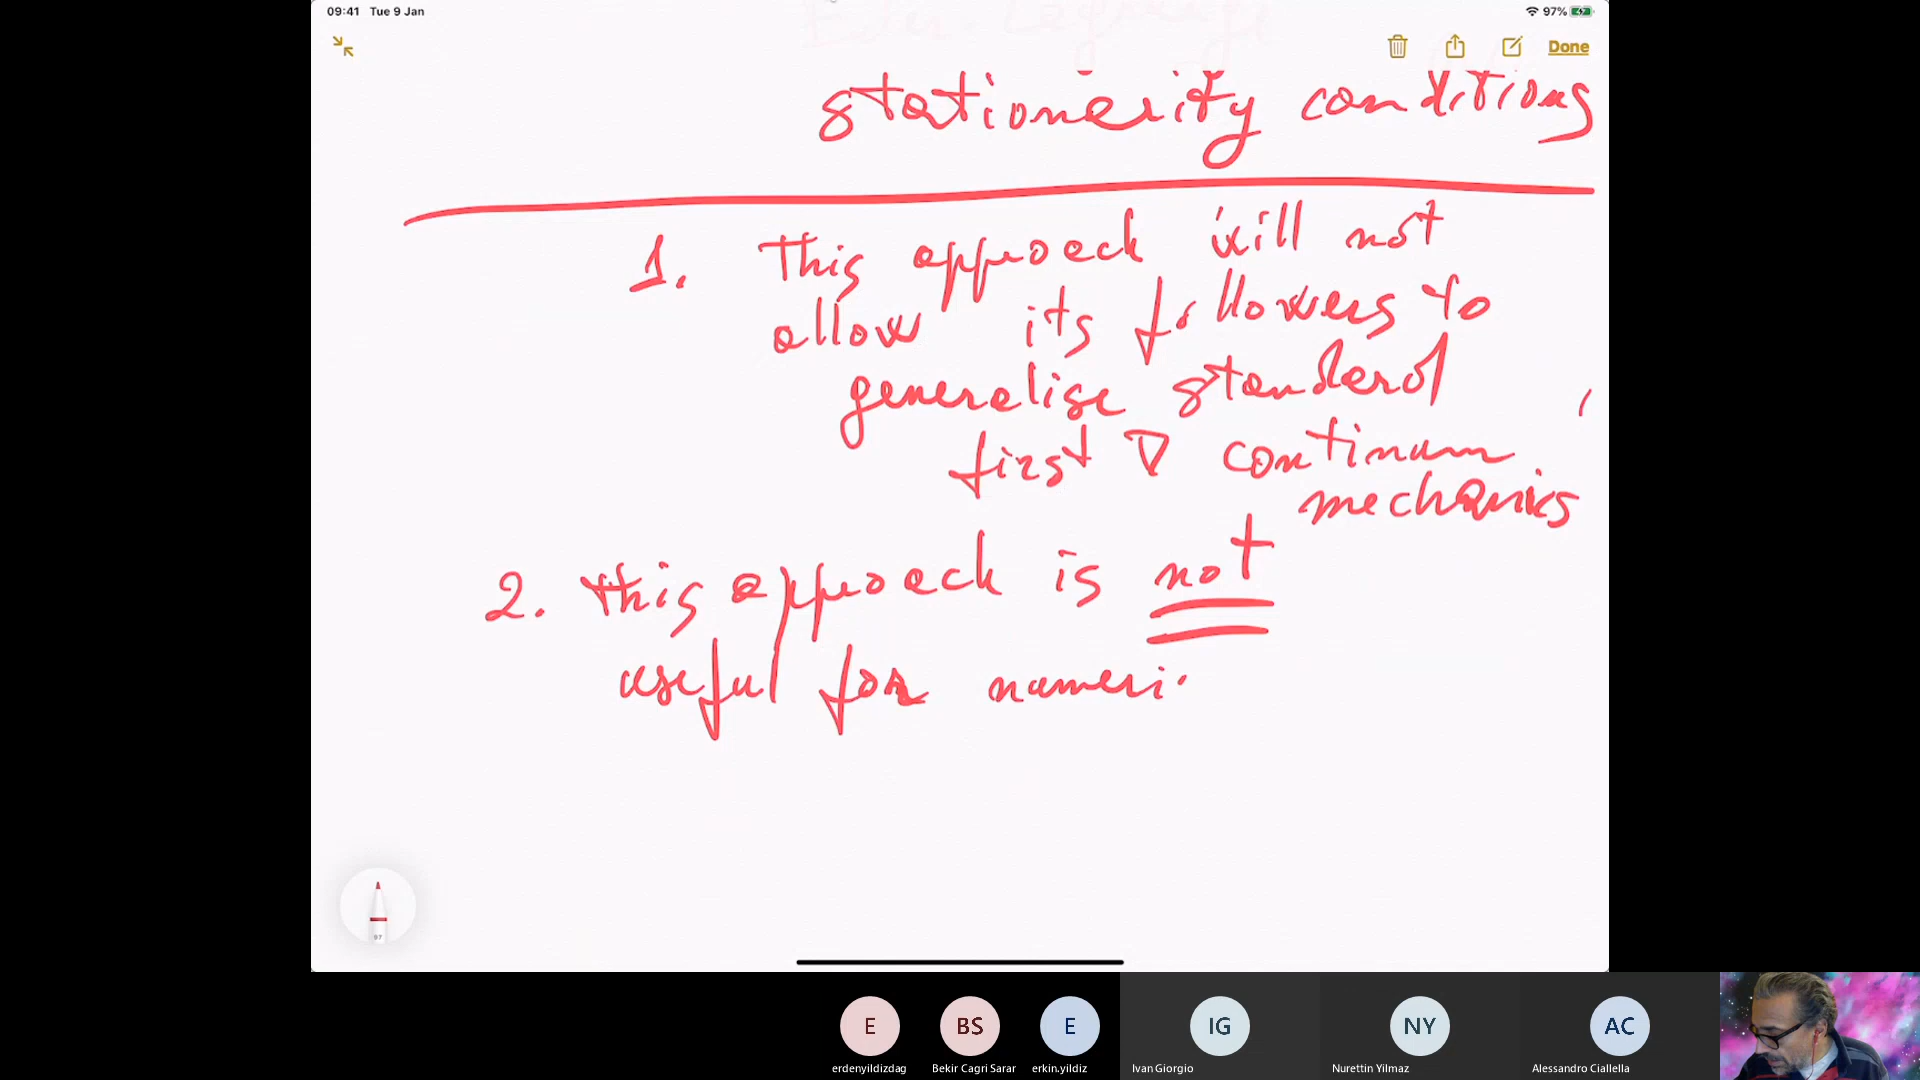 09:41 Tue 9 Jan
97%
Done
stationarity conditions
1. This approach will not
allow its followers to
generalise standard
first ∇ continuum
mechanics
2. this approach is not
useful for numeri
97
E
BS
E
IG
NY
AC
erdenyildizdag
Bekir Cagri Sarar
erkin.yildiz
Ivan Giorgio
Nurettin Yilmaz
Alessandro Ciallella